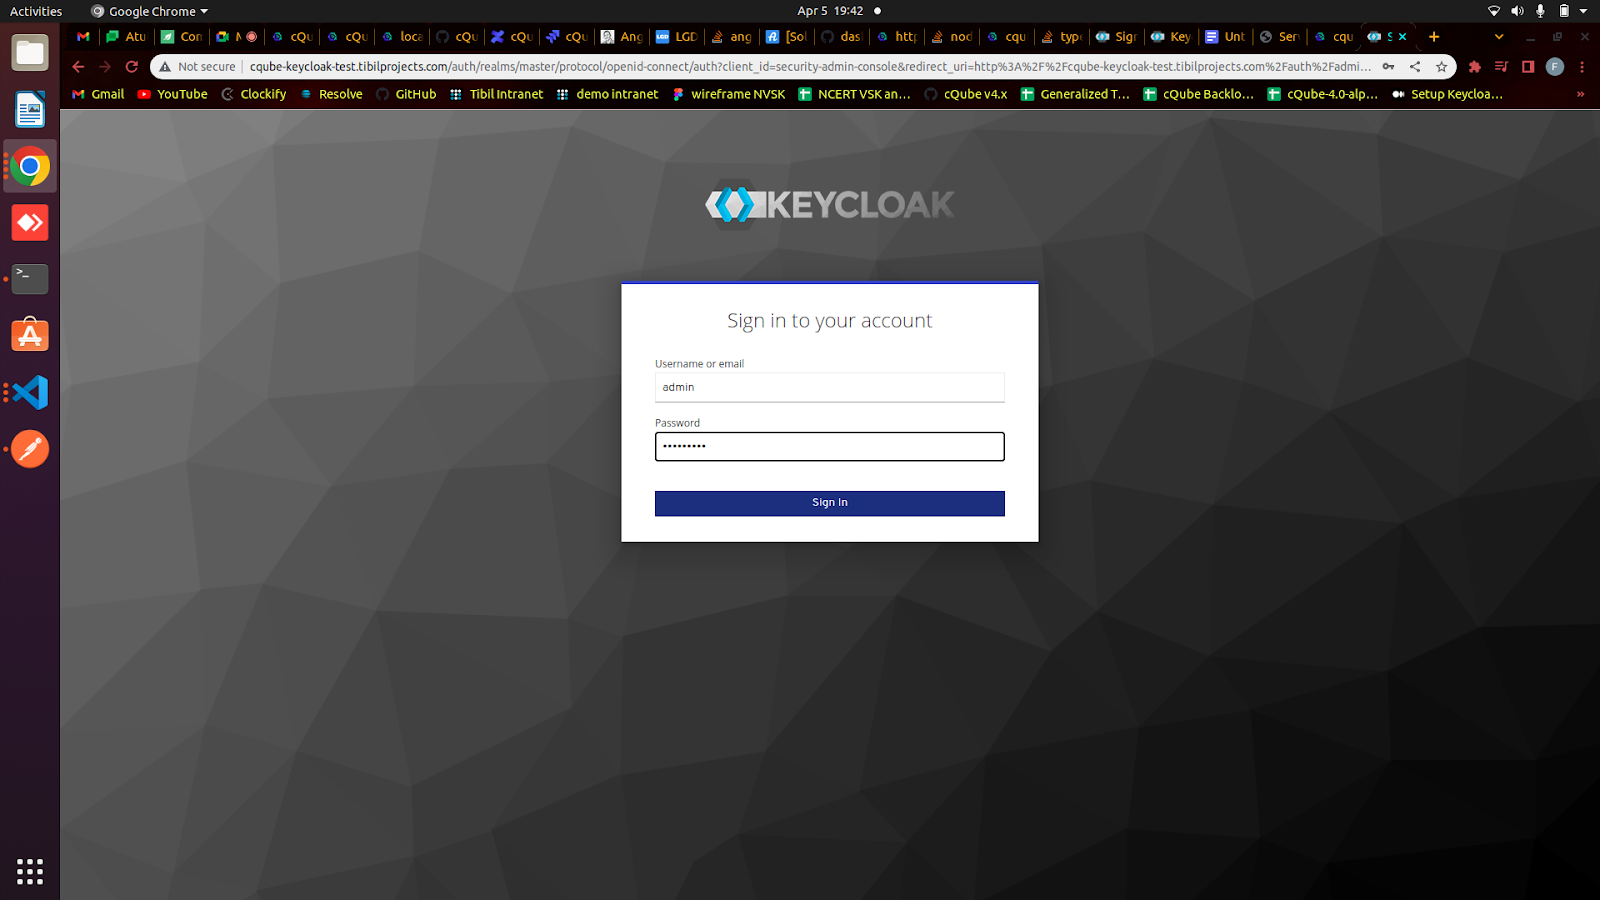 Activities Google Chrome Apr 5 19:42
Atu Con M cQu cQu loca cQu cQu cQu Ang LGD ang [Sol das http nod cqu type Sign Key Unt Serv cqu S
Not secure cqube-keycloak-test.tibilprojects.com/auth/realms/master/protocol/openid-connect/auth?client_id=security-admin-console&redirect_uri=http%3A%2F%2Fcqube-keycloak-test.tibilprojects.com%2Fauth%2Fadmi... F
Gmail YouTube Clockify Resolve GitHub Tibil Intranet demo intranet wireframe NVSK NCERT VSK an... cQube v4.x Generalized T... cQube Backlo... cQube-4.0-alp... Setup Keycloa... »
KEYCLOAK
Sign in to your account
Username or email
admin
Password
•••••••••
Sign In